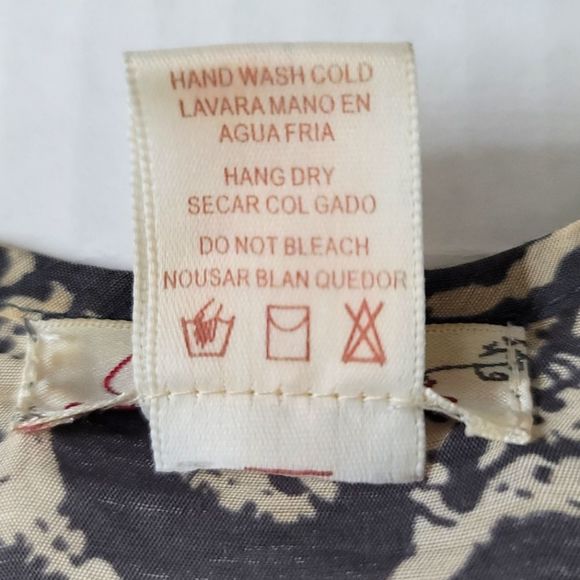 HAND WASH COLD
LAVARA MANO EN
AGUA FRIA
HANG DRY
SECAR COL GADO
DO NOT BLEACH
NOUSAR BLAN QUEDOR